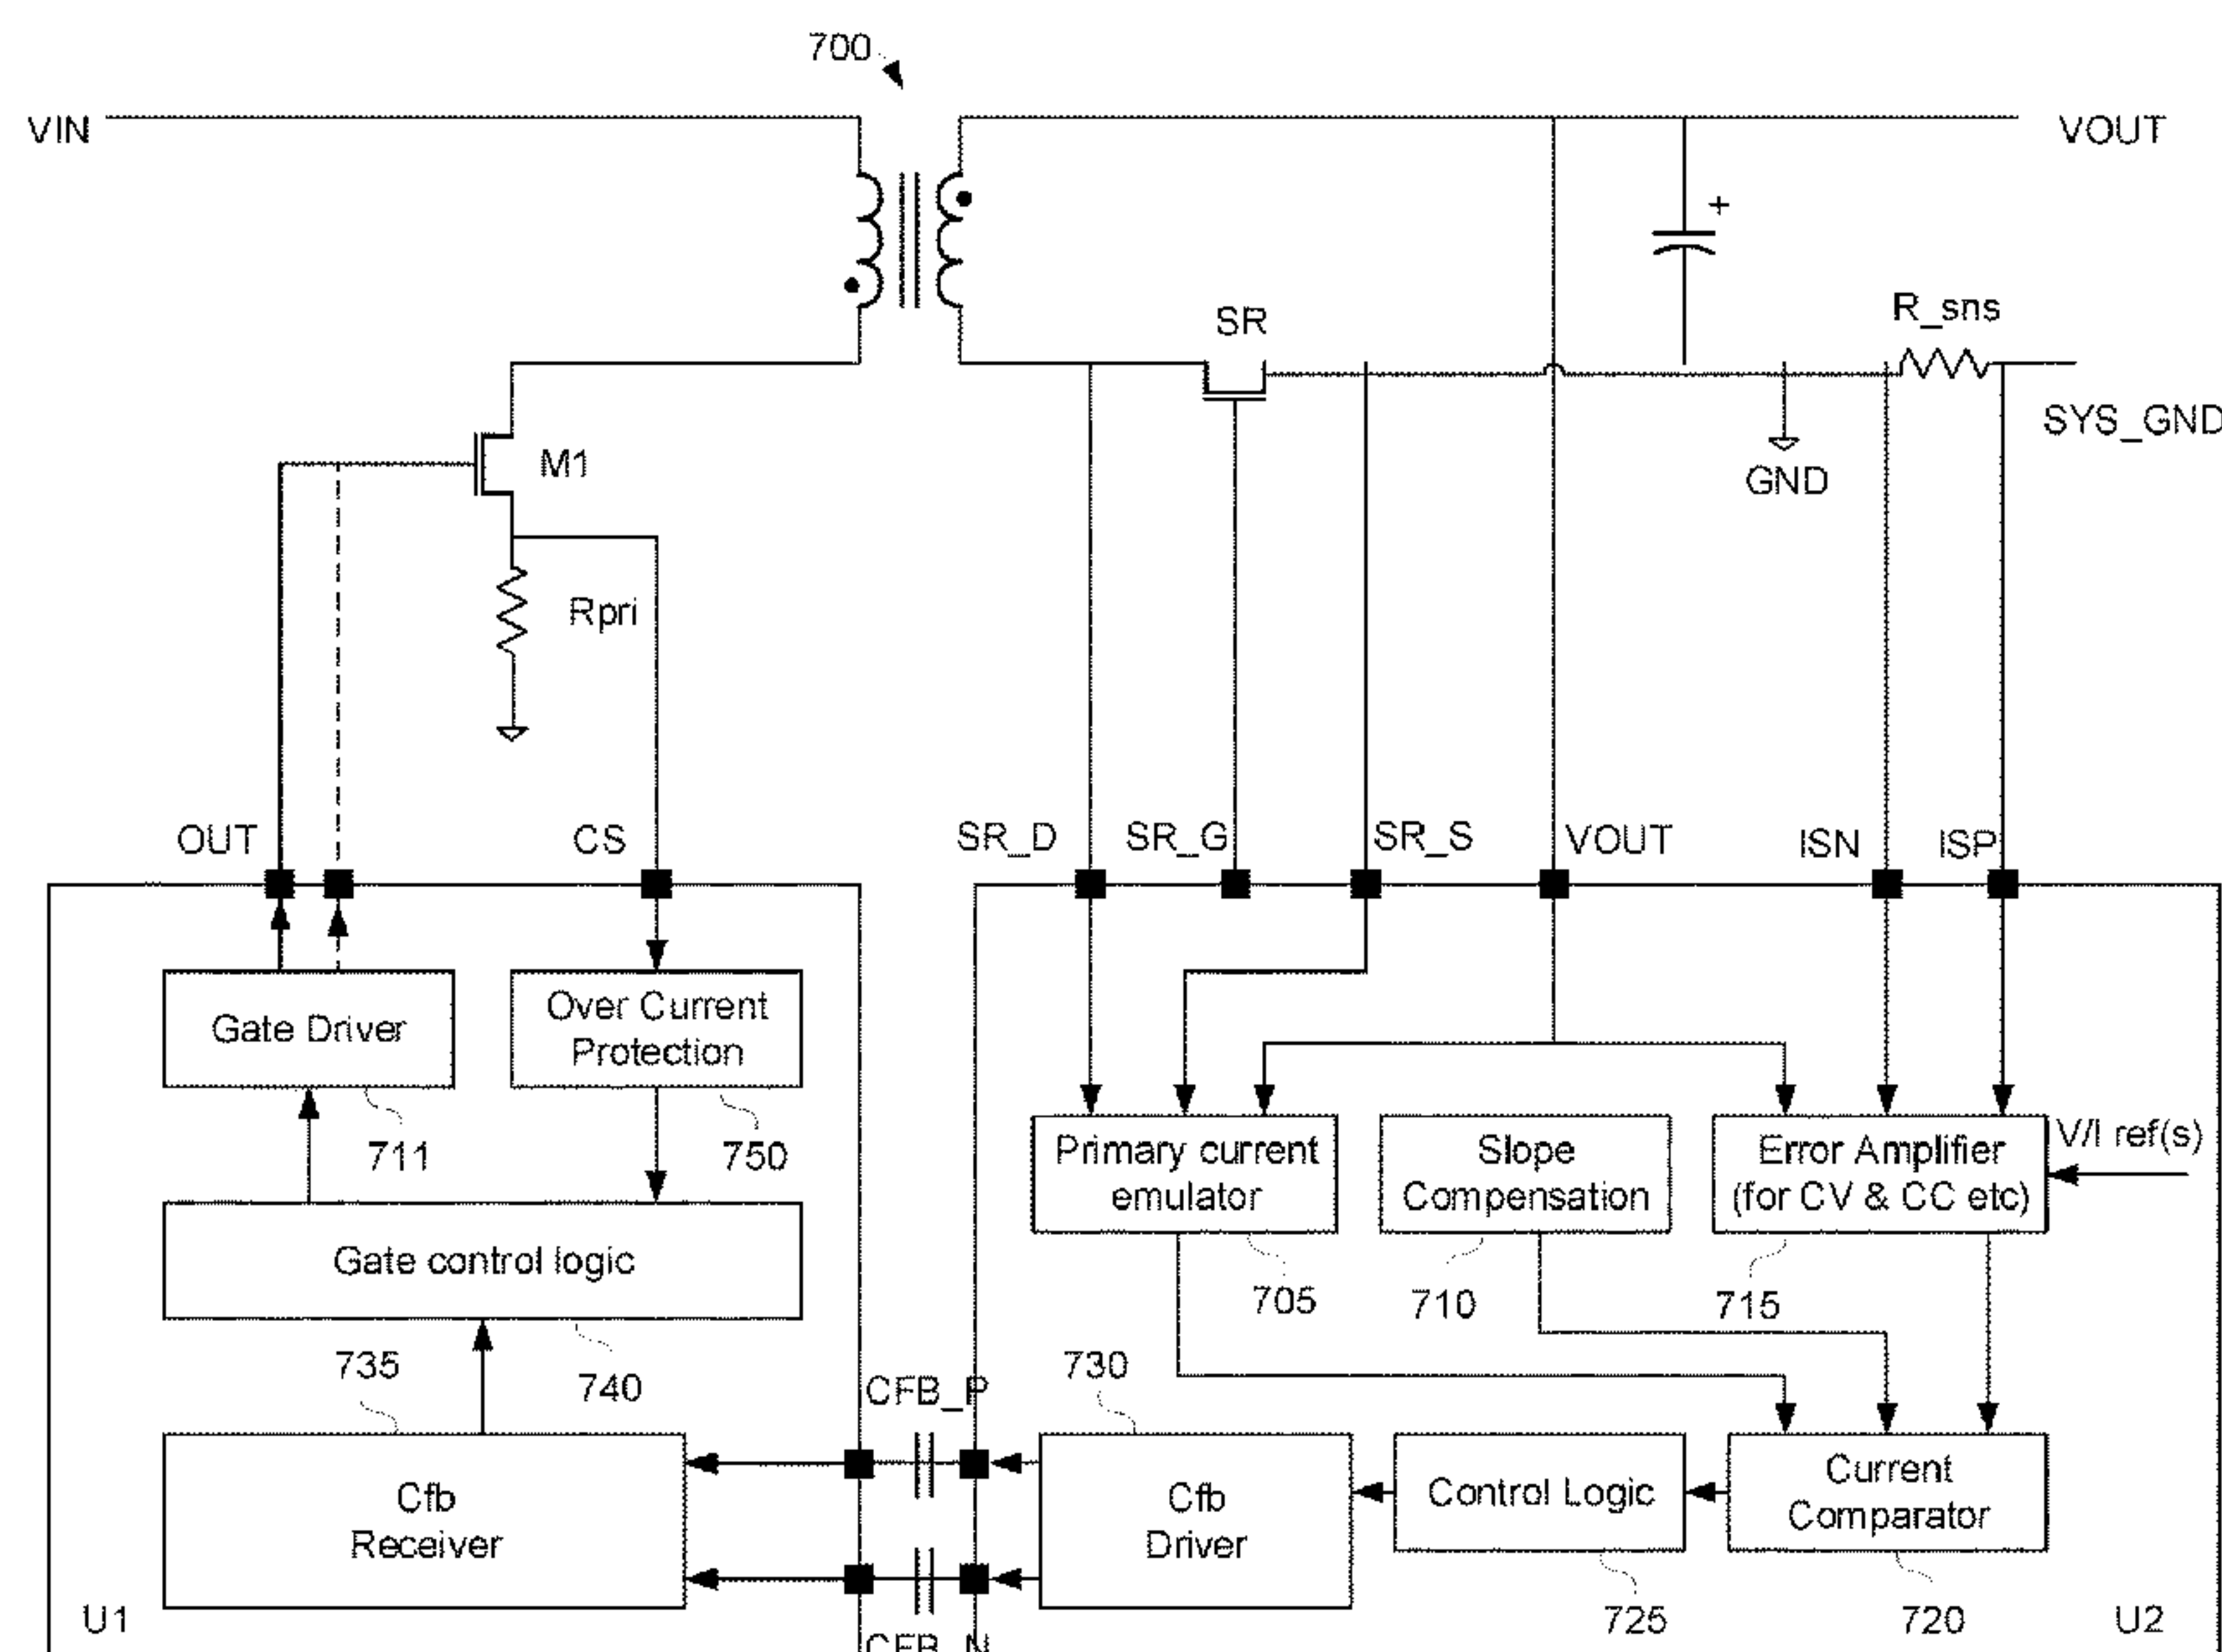 700
VIN
VOUT
+
SR
R_sns
SYS_GND
GND
M1
Rpri
OUT
CS
SR_D
SR_G
SR_S
VOUT
ISN
ISP
Gate Driver
711
Over Current
Protection
750
Gate control logic
740
735
Cfb
Receiver
U1
CFB_P
CFB_N
Primary current
emulator
705
Slope
Compensation
710
Error Amplifier
(for CV & CC etc)
715
V/I ref(s)
730
Cfb
Driver
Control Logic
725
Current
Comparator
720
U2